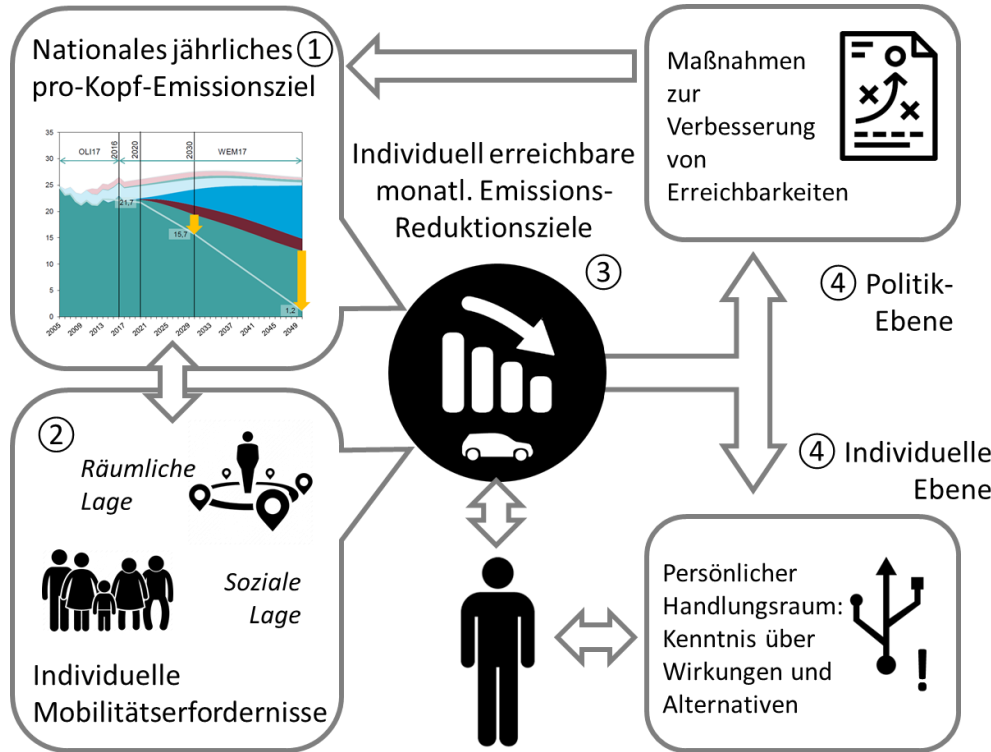 Nationales jährliches ①
pro-Kopf-Emissionsziel
35
30
25
20
15
10
5
0
OLI17
2016
2020
2030
WEM17
21,7
15,7
1,2
2005
2009
2013
2017
2021
2025
2029
2033
2037
2041
2045
2049
②
Räumliche
Lage
Soziale
Lage
Individuelle
Mobilitätserfordernisse
Individuell erreichbare
monatl. Emissions-
Reduktionsziele
③
Maßnahmen
zur
Verbesserung
von
Erreichbarkeiten
④ Politik-
Ebene
④ Individuelle
Ebene
Persönlicher
Handlungsraum:
Kenntnis über
Wirkungen und
Alternativen
!